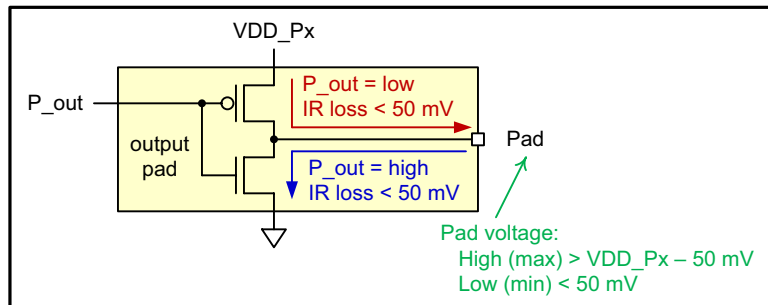 VDD_Px
P_out = low
IR loss < 50 mV
P_out
output
pad
Pad
P_out = high
IR loss < 50 mV
Pad voltage:
High (max) > VDD_Px – 50 mV
Low (min) < 50 mV